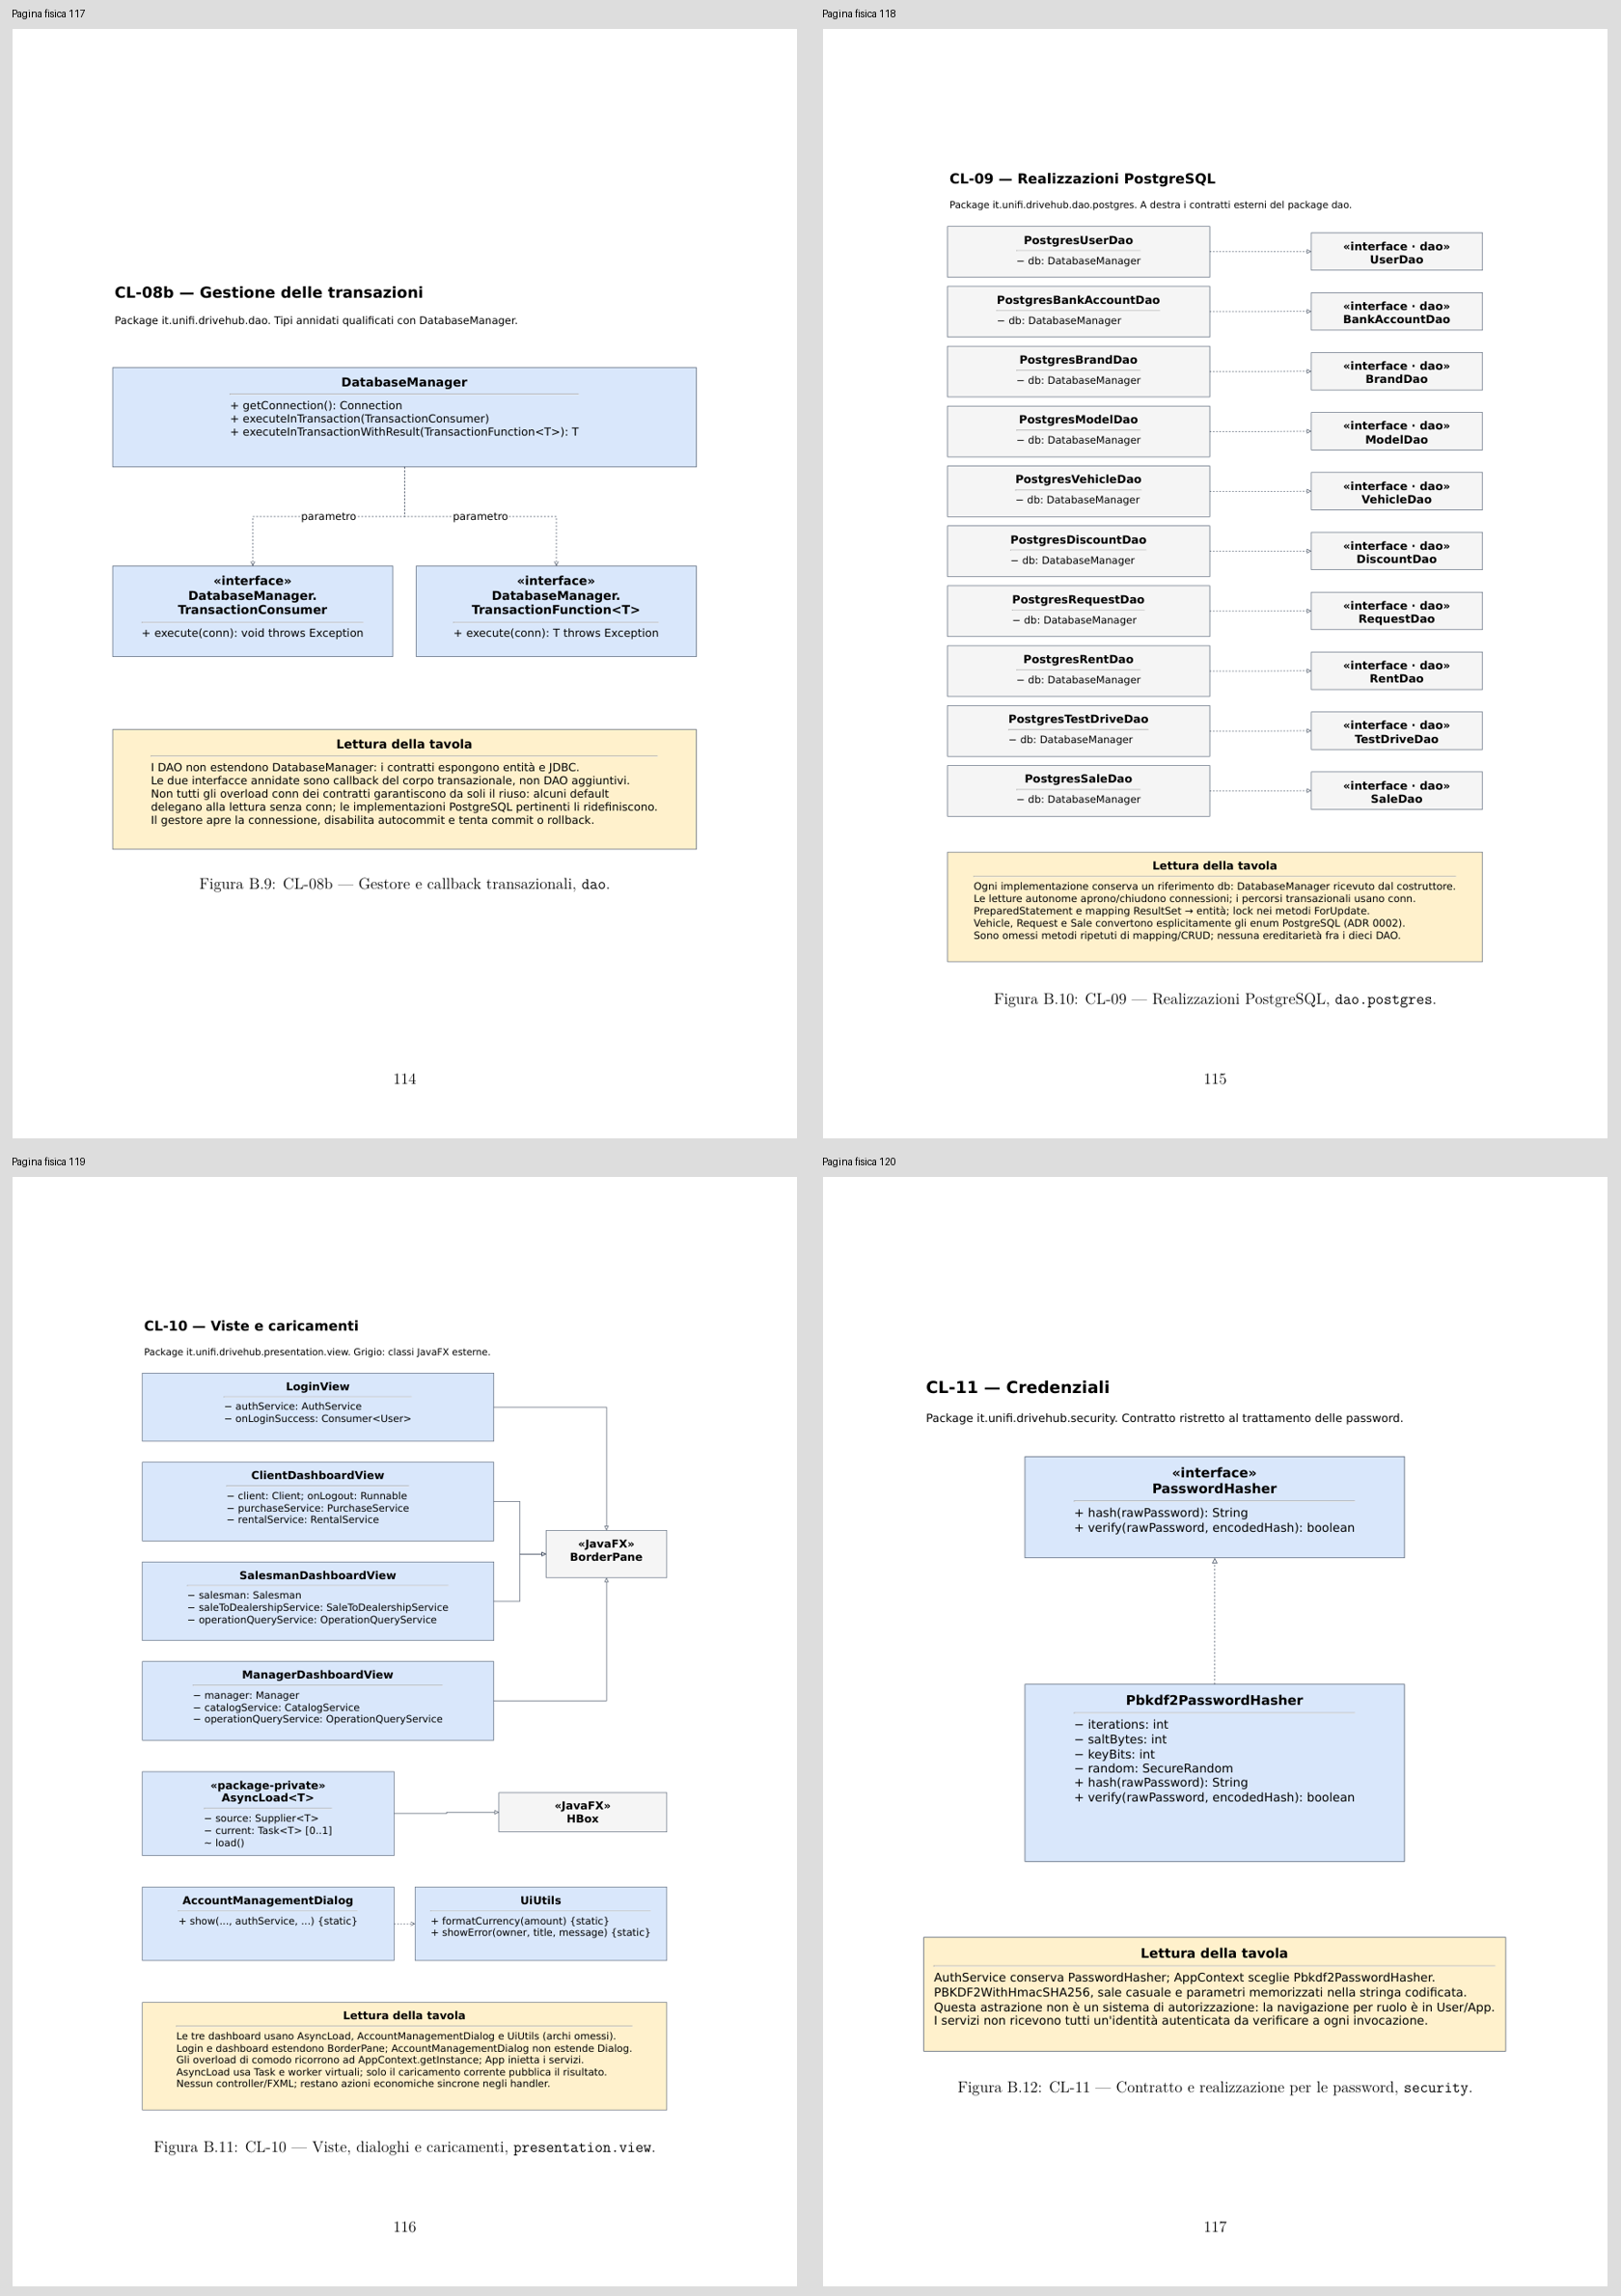 Pagina fisica 117
CL-08b — Gestione delle transazioni
Package it.unifi.drivehub.dao. Tipi annidati qualificati con DatabaseManager.
DatabaseManager
+ getConnection(): Connection
+ executeInTransaction(TransactionConsumer)
+ executeInTransactionWithResult(TransactionFunction<T>): T
parametro
parametro
«interface»
DatabaseManager.
TransactionConsumer
+ execute(conn): void throws Exception
«interface»
DatabaseManager.
TransactionFunction<T>
+ execute(conn): T throws Exception
Lettura della tavola
I DAO non estendono DatabaseManager: i contratti espongono entità e JDBC.
Le due interfacce annidate sono callback del corpo transazionale, non DAO aggiuntivi.
Non tutti gli overload conn dei contratti garantiscono da soli il riuso: alcuni default
delegano alla lettura senza conn; le implementazioni PostgreSQL pertinenti li ridefiniscono.
Il gestore apre la connessione, disabilita autocommit e tenta commit o rollback.
Figura B.9: CL-08b — Gestore e callback transazionali, dao.
114
Pagina fisica 118
CL-09 — Realizzazioni PostgreSQL
Package it.unifi.drivehub.dao.postgres. A destra i contratti esterni del package dao.
PostgresUserDao
− db: DatabaseManager
«interface · dao»
UserDao
PostgresBankAccountDao
− db: DatabaseManager
«interface · dao»
BankAccountDao
PostgresBrandDao
− db: DatabaseManager
«interface · dao»
BrandDao
PostgresModelDao
− db: DatabaseManager
«interface · dao»
ModelDao
PostgresVehicleDao
− db: DatabaseManager
«interface · dao»
VehicleDao
PostgresDiscountDao
− db: DatabaseManager
«interface · dao»
DiscountDao
PostgresRequestDao
− db: DatabaseManager
«interface · dao»
RequestDao
PostgresRentDao
− db: DatabaseManager
«interface · dao»
RentDao
PostgresTestDriveDao
− db: DatabaseManager
«interface · dao»
TestDriveDao
PostgresSaleDao
− db: DatabaseManager
«interface · dao»
SaleDao
Lettura della tavola
Ogni implementazione conserva un riferimento db: DatabaseManager ricevuto dal costruttore.
Le letture autonome aprono/chiudono connessioni; i percorsi transazionali usano conn.
PreparedStatement e mapping ResultSet → entità; lock nei metodi ForUpdate.
Vehicle, Request e Sale convertono esplicitamente gli enum PostgreSQL (ADR 0002).
Sono omessi metodi ripetuti di mapping/CRUD; nessuna ereditarietà fra i dieci DAO.
Figura B.10: CL-09 — Realizzazioni PostgreSQL, dao.postgres.
115
Pagina fisica 119
CL-10 — Viste e caricamenti
Package it.unifi.drivehub.presentation.view. Grigio: classi JavaFX esterne.
LoginView
− authService: AuthService
− onLoginSuccess: Consumer<User>
ClientDashboardView
− client: Client; onLogout: Runnable
− purchaseService: PurchaseService
− rentalService: RentalService
«JavaFX»
BorderPane
SalesmanDashboardView
− salesman: Salesman
− saleToDealershipService: SaleToDealershipService
− operationQueryService: OperationQueryService
ManagerDashboardView
− manager: Manager
− catalogService: CatalogService
− operationQueryService: OperationQueryService
«package-private»
AsyncLoad<T>
− source: Supplier<T>
− current: Task<T> [0..1]
~ load()
«JavaFX»
HBox
AccountManagementDialog
+ show(..., authService, ...) {static}
UiUtils
+ formatCurrency(amount) {static}
+ showError(owner, title, message) {static}
Lettura della tavola
Le tre dashboard usano AsyncLoad, AccountManagementDialog e UiUtils (archi omessi).
Login e dashboard estendono BorderPane; AccountManagementDialog non estende Dialog.
Gli overload di comodo ricorrono ad AppContext.getInstance; App inietta i servizi.
AsyncLoad usa Task e worker virtuali; solo il caricamento corrente pubblica il risultato.
Nessun controller/FXML; restano azioni economiche sincrone negli handler.
Figura B.11: CL-10 — Viste, dialoghi e caricamenti, presentation.view.
116
Pagina fisica 120
CL-11 — Credenziali
Package it.unifi.drivehub.security. Contratto ristretto al trattamento delle password.
«interface»
PasswordHasher
+ hash(rawPassword): String
+ verify(rawPassword, encodedHash): boolean
Pbkdf2PasswordHasher
− iterations: int
− saltBytes: int
− keyBits: int
− random: SecureRandom
+ hash(rawPassword): String
+ verify(rawPassword, encodedHash): boolean
Lettura della tavola
AuthService conserva PasswordHasher; AppContext sceglie Pbkdf2PasswordHasher.
PBKDF2WithHmacSHA256, sale casuale e parametri memorizzati nella stringa codificata.
Questa astrazione non è un sistema di autorizzazione: la navigazione per ruolo è in User/App.
I servizi non ricevono tutti un'identità autenticata da verificare a ogni invocazione.
Figura B.12: CL-11 — Contratto e realizzazione per le password, security.
117